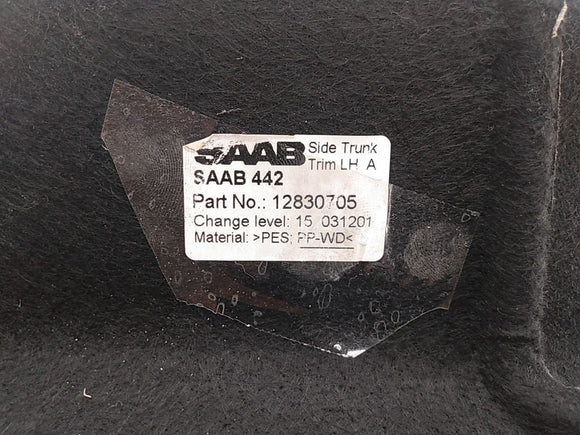 SAAB Side Trunk
Trim LH A
SAAB 442
Part No.: 12830705
Change level: 15 031201
Material: >PES; PP-WD<